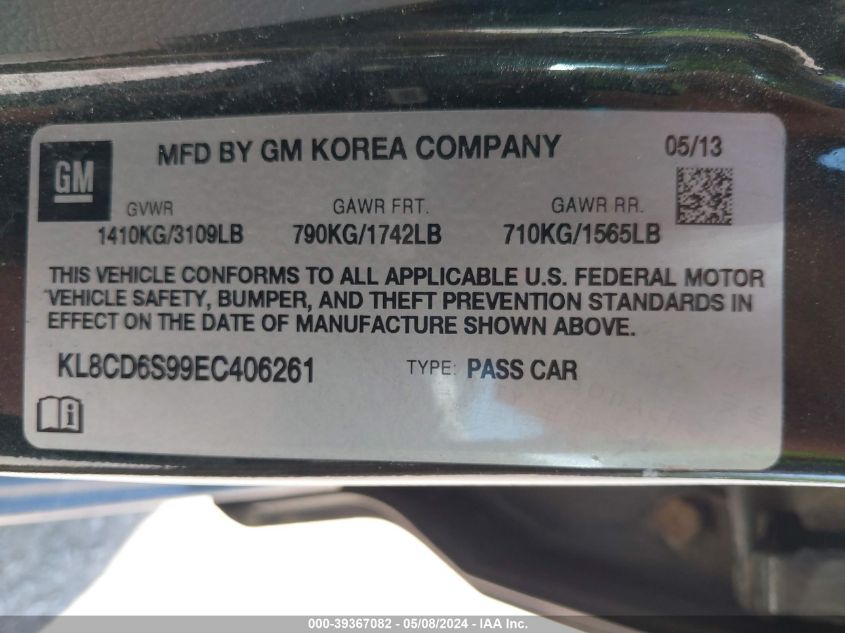 MFD BY GM KOREA COMPANY 05/13
GM
GVWR GAWR FRT. GAWR RR.
1410KG/3109LB 790KG/1742LB 710KG/1565LB
THIS VEHICLE CONFORMS TO ALL APPLICABLE U.S. FEDERAL MOTOR
VEHICLE SAFETY, BUMPER, AND THEFT PREVENTION STANDARDS IN
EFFECT ON THE DATE OF MANUFACTURE SHOWN ABOVE.
KL8CD6S99EC406261 TYPE: PASS CAR
000-39367082 - 05/08/2024 - IAA Inc.